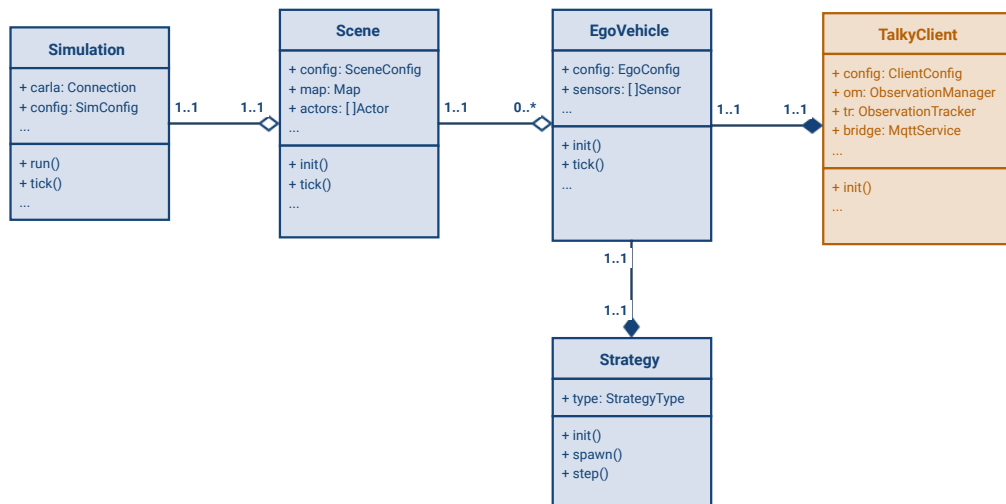 Simulation
+ carla: Connection
+ config: SimConfig
...
+ run()
+ tick()
...
1..1
1..1
Scene
+ config: SceneConfig
+ map: Map
+ actors: []Actor
...
+ init()
+ tick()
...
1..1
0..*
EgoVehicle
+ config: EgoConfig
+ sensors: []Sensor
...
+ init()
+ tick()
...
1..1
1..1
TalkyClient
+ config: ClientConfig
+ om: ObservationManager
+ tr: ObservationTracker
+ bridge: MqttService
...
+ init()
...
1..1
1..1
Strategy
+ type: StrategyType
+ init()
+ spawn()
+ step()